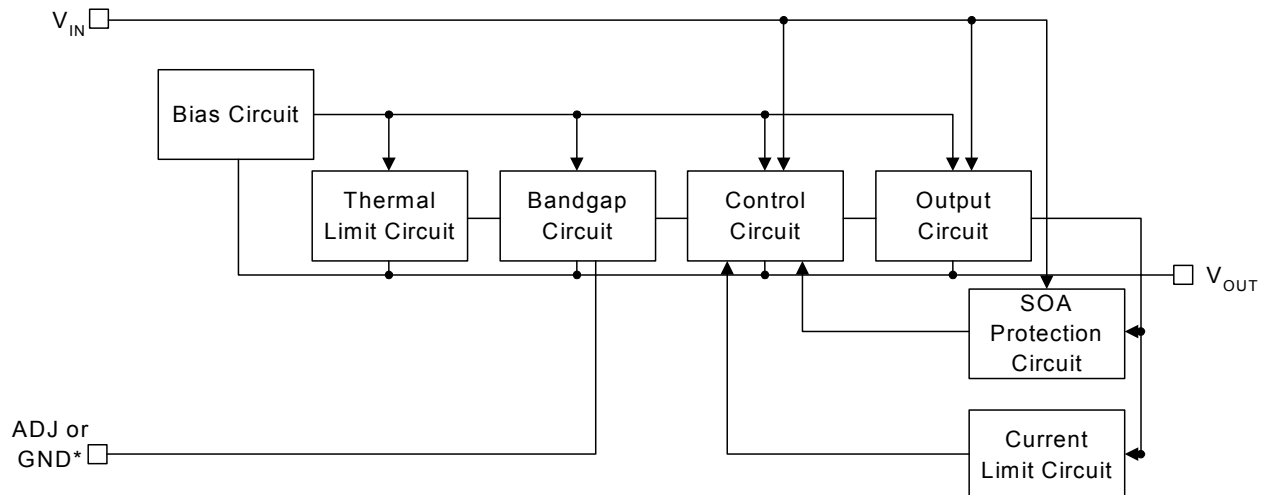 VIN
Bias Circuit
Thermal
Limit Circuit
Bandgap
Circuit
Control
Circuit
Output
Circuit
VOUT
SOA
Protection
Circuit
ADJ or
GND*
Current
Limit Circuit